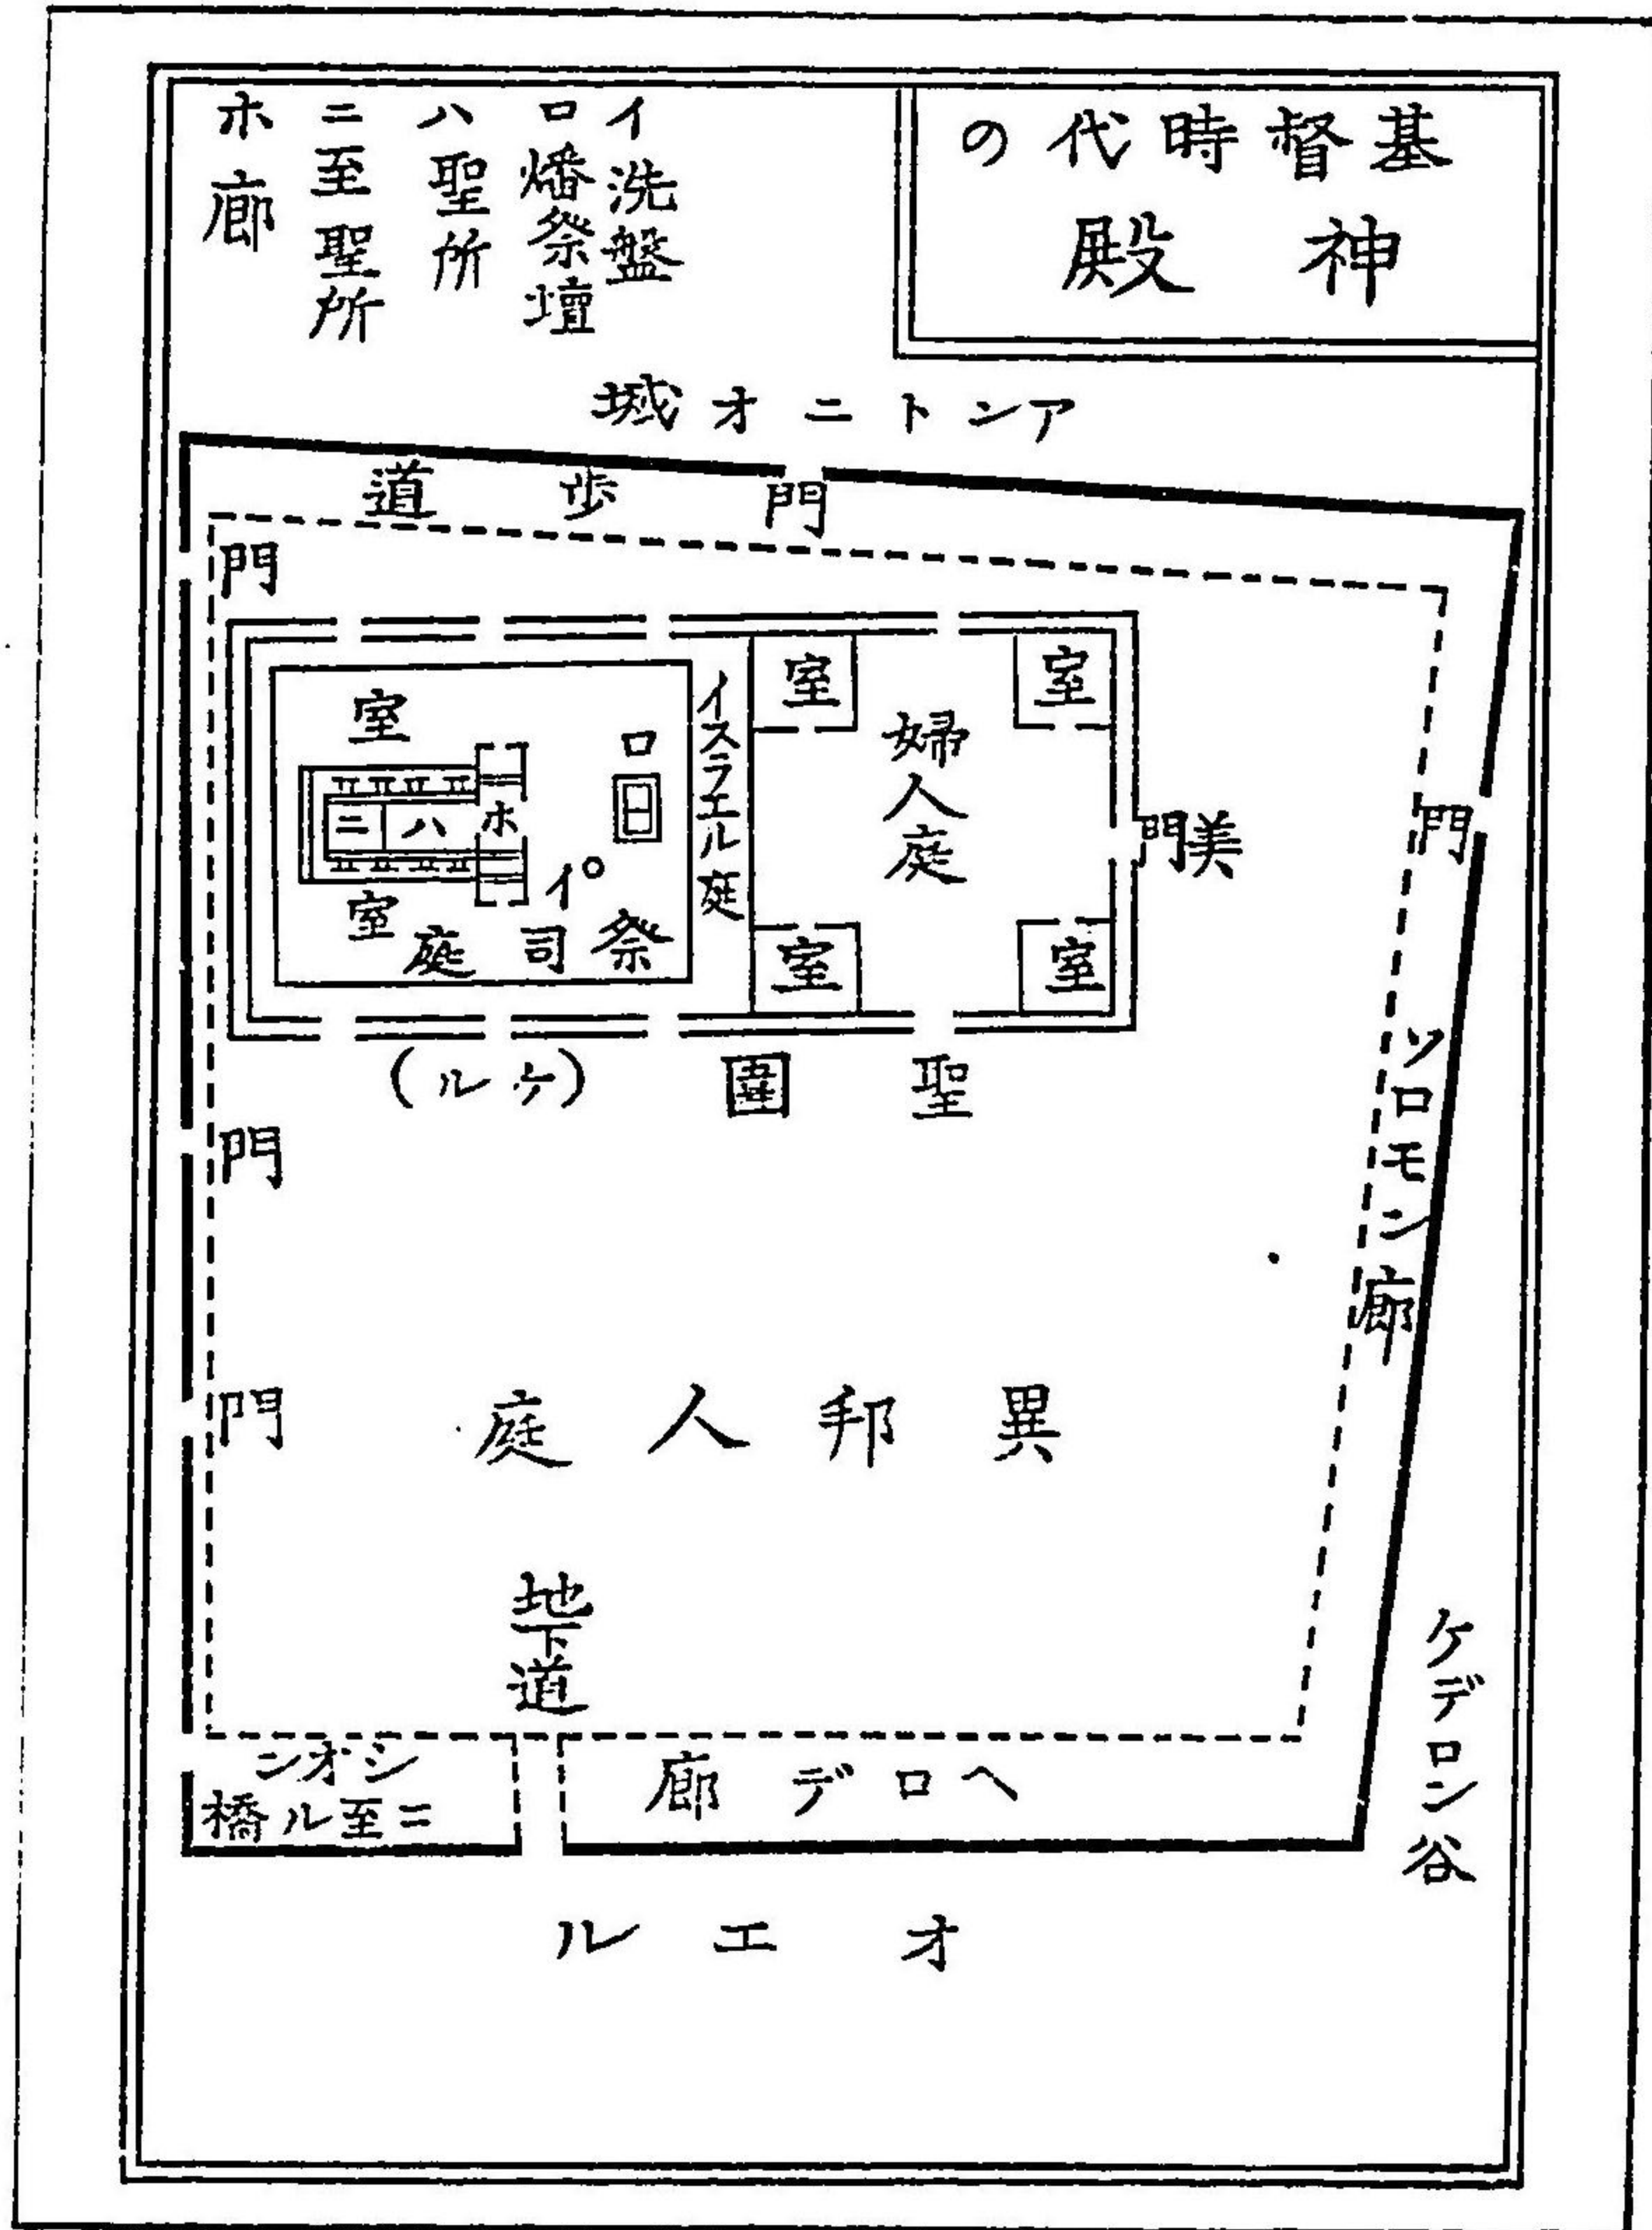 基督時代の
神殿
イ洗盤
ロ燔祭壇
ハ聖所
ニ至聖所
ホ廊
アントニオ城
門
歩道
門
室
室
室
婦人庭
イスラエル庭
ロ
ホ
ハ
ニ
イ
室
祭司庭
室
室
美門
門
聖圍
(ケル)
ソロモン廊
門
異邦人庭
門
地下道
ヘロデ廊
シオン
ニ至ル橋
ケデロン谷
オエル